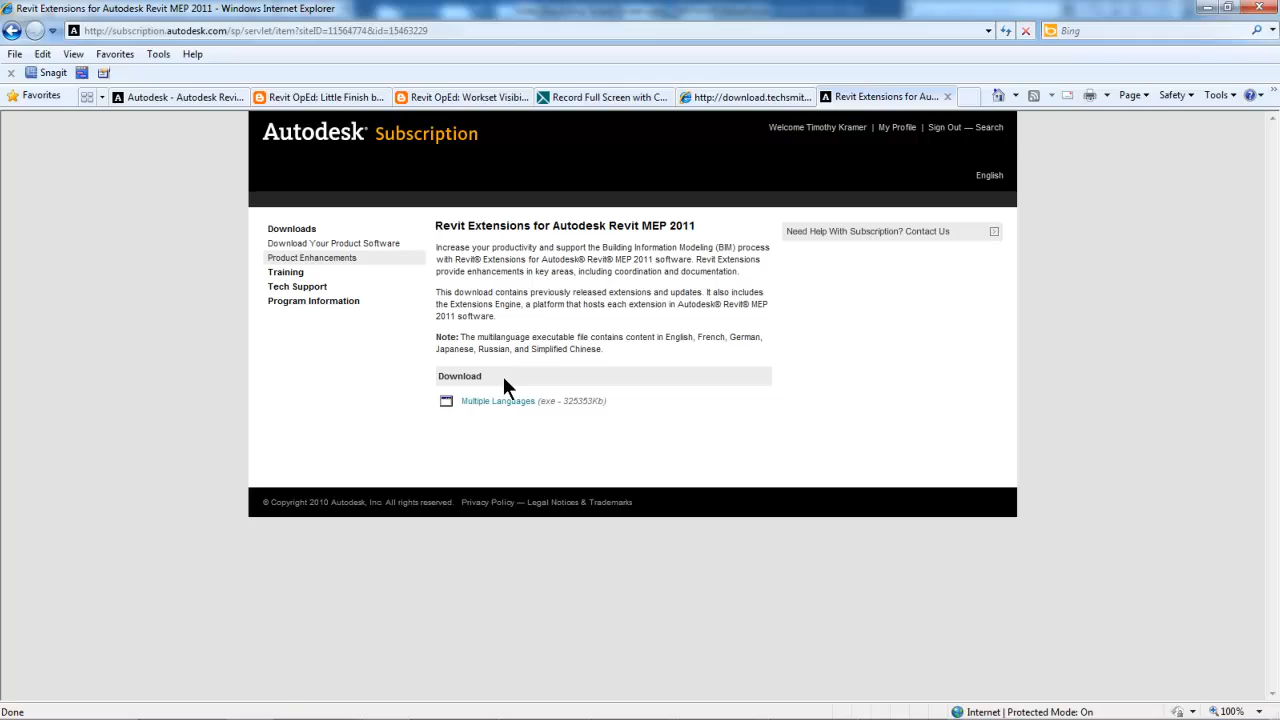 Revit Extensions for Autodesk Revit MEP 2011 - Windows Internet Explorer
http://subscription.autodesk.com/sp/servlet/item?siteID=11564774&id=15463229
Bing
File Edit View Favorites Tools Help
Snagit
Favorites
Autodesk - Autodesk Revi...
Revit OpEd: Little Finish b...
Revit OpEd: Workset Visibi...
Record Full Screen with C...
http://download.techsmit...
Revit Extensions for Au...
Page Safety Tools
Autodesk® Subscription
Welcome Timothy Kramer | My Profile | Sign Out — Search
English
Downloads
Download Your Product Software
Product Enhancements
Training
Tech Support
Program Information
Revit Extensions for Autodesk Revit MEP 2011
Increase your productivity and support the Building Information Modeling (BIM) process
with Revit® Extensions for Autodesk® Revit® MEP 2011 software. Revit Extensions
provide enhancements in key areas, including coordination and documentation.
This download contains previously released extensions and updates. It also includes
the Extensions Engine, a platform that hosts each extension in Autodesk® Revit® MEP
2011 software.
Note: The multilanguage executable file contains content in English, French, German,
Japanese, Russian, and Simplified Chinese.
Download
Multiple Languages (exe - 325353Kb)
Need Help With Subscription? Contact Us
© Copyright 2010 Autodesk, Inc. All rights reserved. Privacy Policy — Legal Notices & Trademarks
Done
Internet | Protected Mode: On
100%